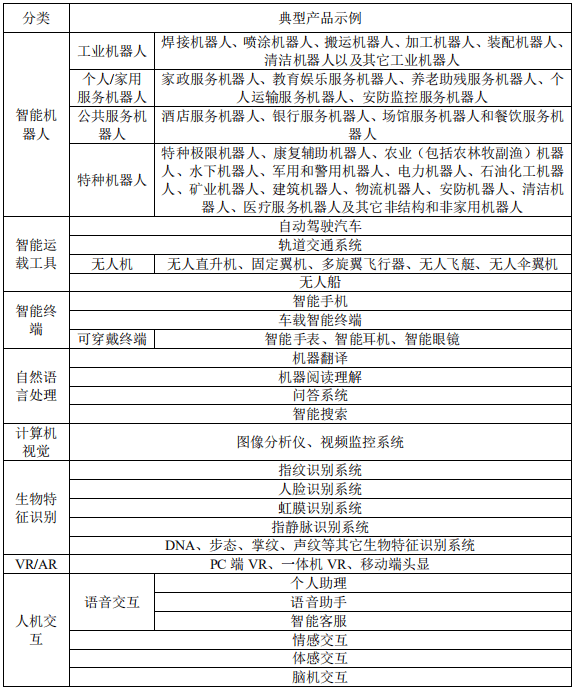 分类 典型产品示例
智能机
器人
工业机器人
焊接机器人、喷涂机器人、搬运机器人、加工机器人、装配机器人、
清洁机器人以及其它工业机器人
个人/家用
服务机器人
家政服务机器人、教育娱乐服务机器人、养老助残服务机器人、个
人运输服务机器人、安防监控服务机器人
公共服务机
器人
酒店服务机器人、银行服务机器人、场馆服务机器人和餐饮服务机
器人
特种机器人
特种极限机器人、康复辅助机器人、农业（包括农林牧副渔）机器
人、水下机器人、军用和警用机器人、电力机器人、石油化工机器
人、矿业机器人、建筑机器人、物流机器人、安防机器人、清洁机
器人、医疗服务机器人及其它非结构和非家用机器人
智能运
载工具
自动驾驶汽车
轨道交通系统
无人机 无人直升机、固定翼机、多旋翼飞行器、无人飞艇、无人伞翼机
无人船
智能终
端
智能手机
车载智能终端
可穿戴终端 智能手表、智能耳机、智能眼镜
自然语
言处理
机器翻译
机器阅读理解
问答系统
智能搜索
计算机
视觉
图像分析仪、视频监控系统
生物特
征识别
指纹识别系统
人脸识别系统
虹膜识别系统
指静脉识别系统
DNA、步态、掌纹、声纹等其它生物特征识别系统
VR/AR PC 端 VR、一体机 VR、移动端头显
人机交
互
语音交互
个人助理
语音助手
智能客服
情感交互
体感交互
脑机交互